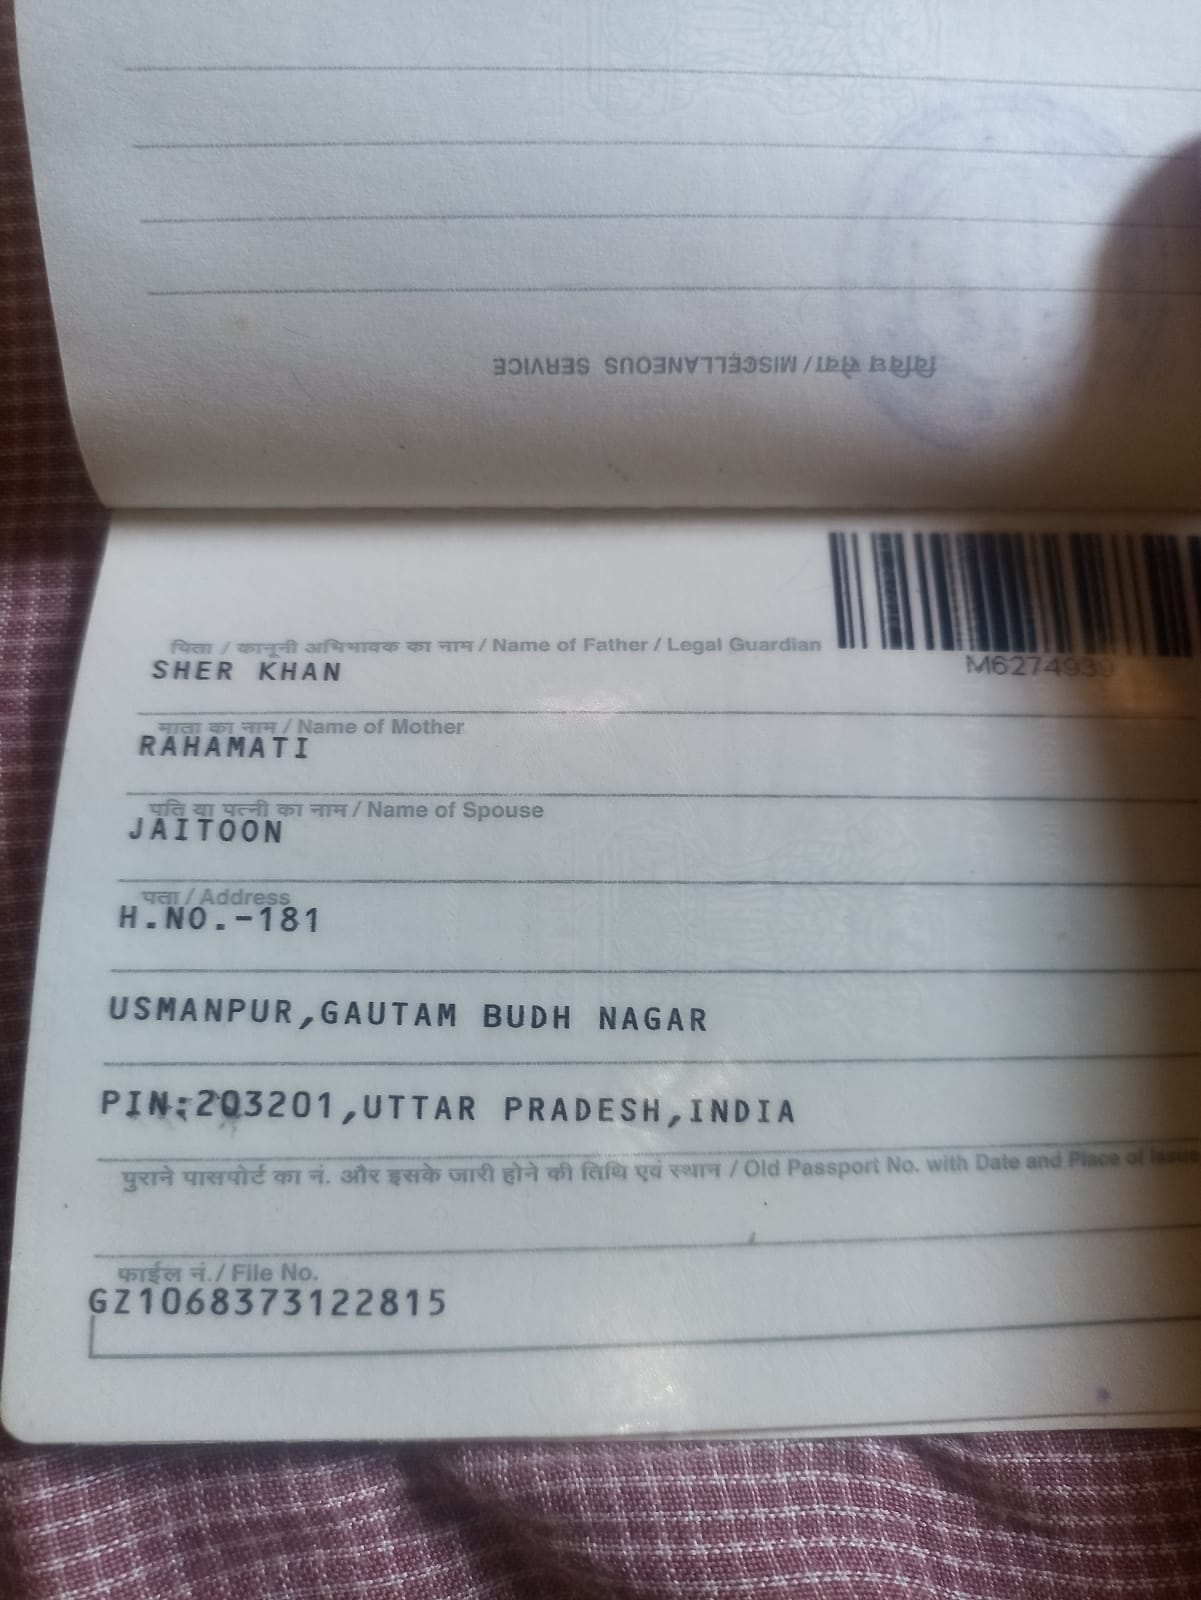 विविध सेवा / MISCELLANEOUS SERVICE
M6274939
पिता / कानूनी अभिभावक का नाम / Name of Father / Legal Guardian
SHER KHAN
माता का नाम / Name of Mother
RAHAMATI
पति या पत्नी का नाम / Name of Spouse
JAITOON
पता / Address
H.NO.-181
USMANPUR,GAUTAM BUDH NAGAR
PIN:203201,UTTAR PRADESH,INDIA
पुराने पासपोर्ट का नं. और इसके जारी होने की तिथि एवं स्थान / Old Passport No. with Date and Place of Issue
फाईल नं./ File No.
GZ1068373122815